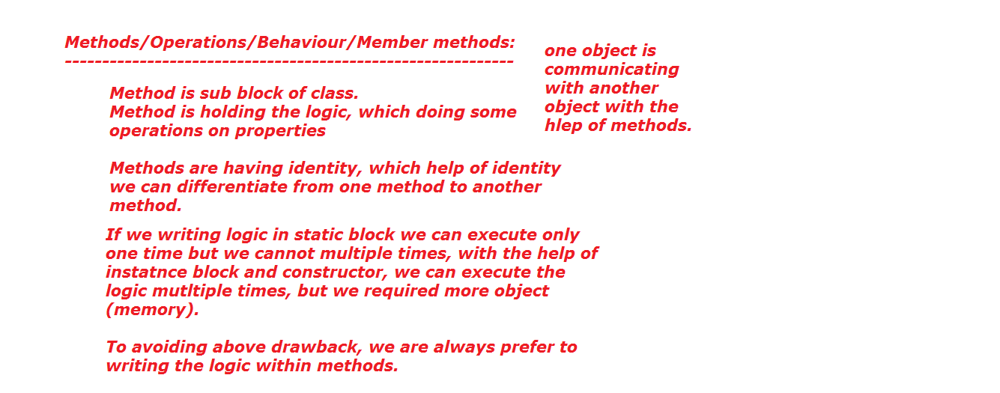 Methods/Operations/Behaviour/Member methods:
------------------------------------------------------------
Method is sub block of class.
Method is holding the logic, which doing some
operations on properties
Methods are having identity, which help of identity
we can differentiate from one method to another
method.
If we writing logic in static block we can execute only
one time but we cannot multiple times, with the help of
instatnce block and constructor, we can execute the
logic mutltiple times, but we required more object
(memory).
To avoiding above drawback, we are always prefer to
writing the logic within methods.
one object is
communicating
with another
object with the
hlep of methods.